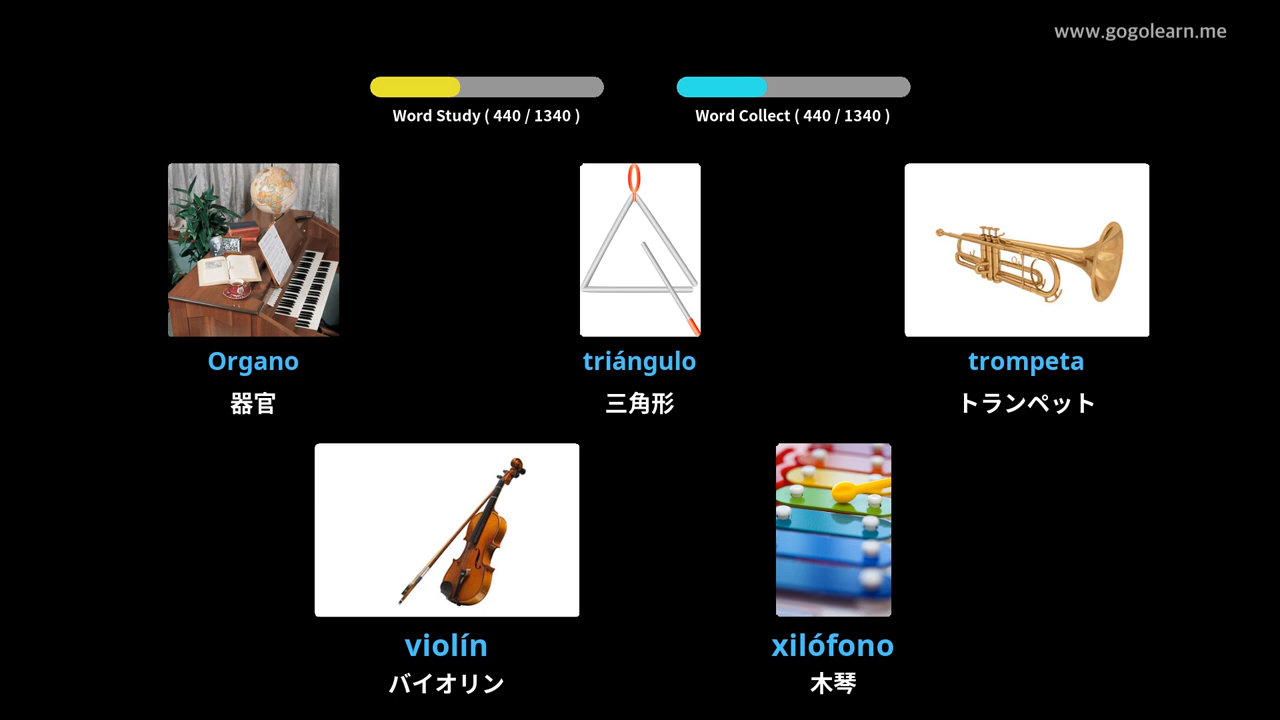 www.gogolearn.me
Word Study ( 440 / 1340 )
Word Collect ( 440 / 1340 )
Organo
triángulo
trompeta
器官
三角形
トランペット
violín
xilófono
バイオリン
木琴